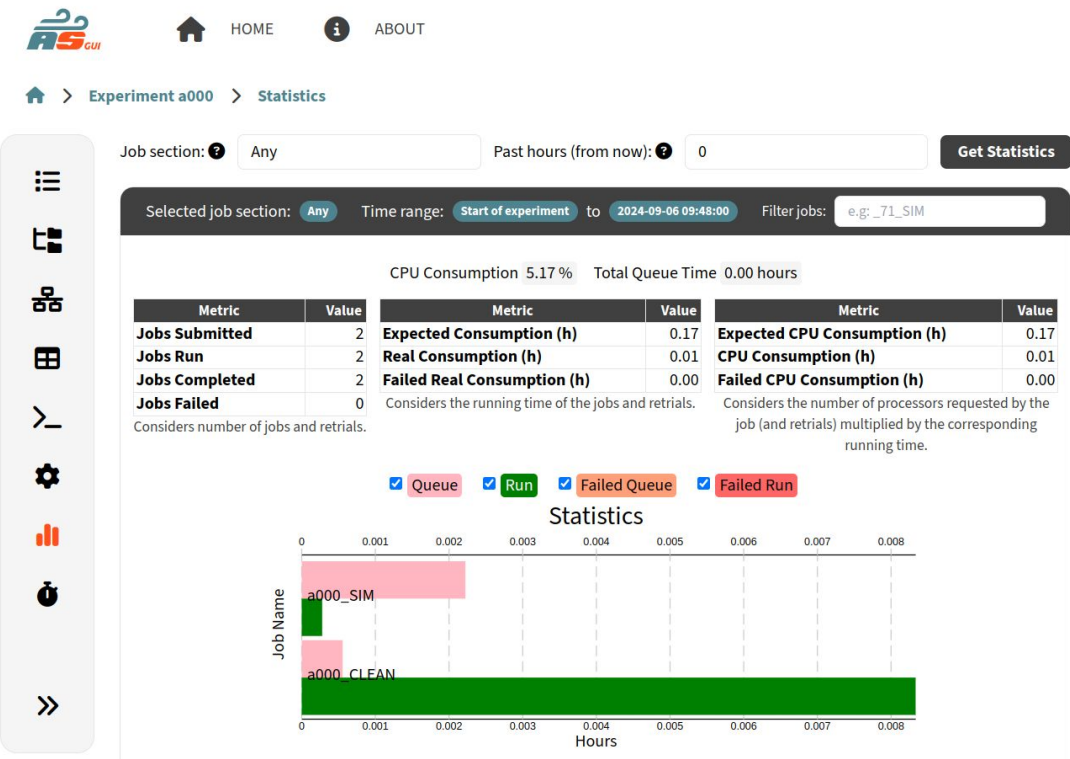 AS GUI HOME ABOUT
Experiment a000 Statistics
Job section: Any Past hours (from now): 0 Get Statistics
Selected job section: Any Time range: Start of experiment to 2024-09-06 09:48:00 Filter jobs: e.g: _71_SIM
CPU Consumption 5.17 % Total Queue Time 0.00 hours
Metric Value
Jobs Submitted 2
Jobs Run 2
Jobs Completed 2
Jobs Failed 0
Considers number of jobs and retrials.
Metric Value
Expected Consumption (h) 0.17
Real Consumption (h) 0.01
Failed Real Consumption (h) 0.00
Considers the running time of the jobs and retrials.
Metric Value
Expected CPU Consumption (h) 0.17
CPU Consumption (h) 0.01
Failed CPU Consumption (h) 0.00
Considers the number of processors requested by the
job (and retrials) multiplied by the corresponding
running time.
Queue Run Failed Queue Failed Run
Statistics
0 0.001 0.002 0.003 0.004 0.005 0.006 0.007 0.008
Job Name
a000_SIM
a000_CLEAN
0 0.001 0.002 0.003 0.004 0.005 0.006 0.007 0.008
Hours